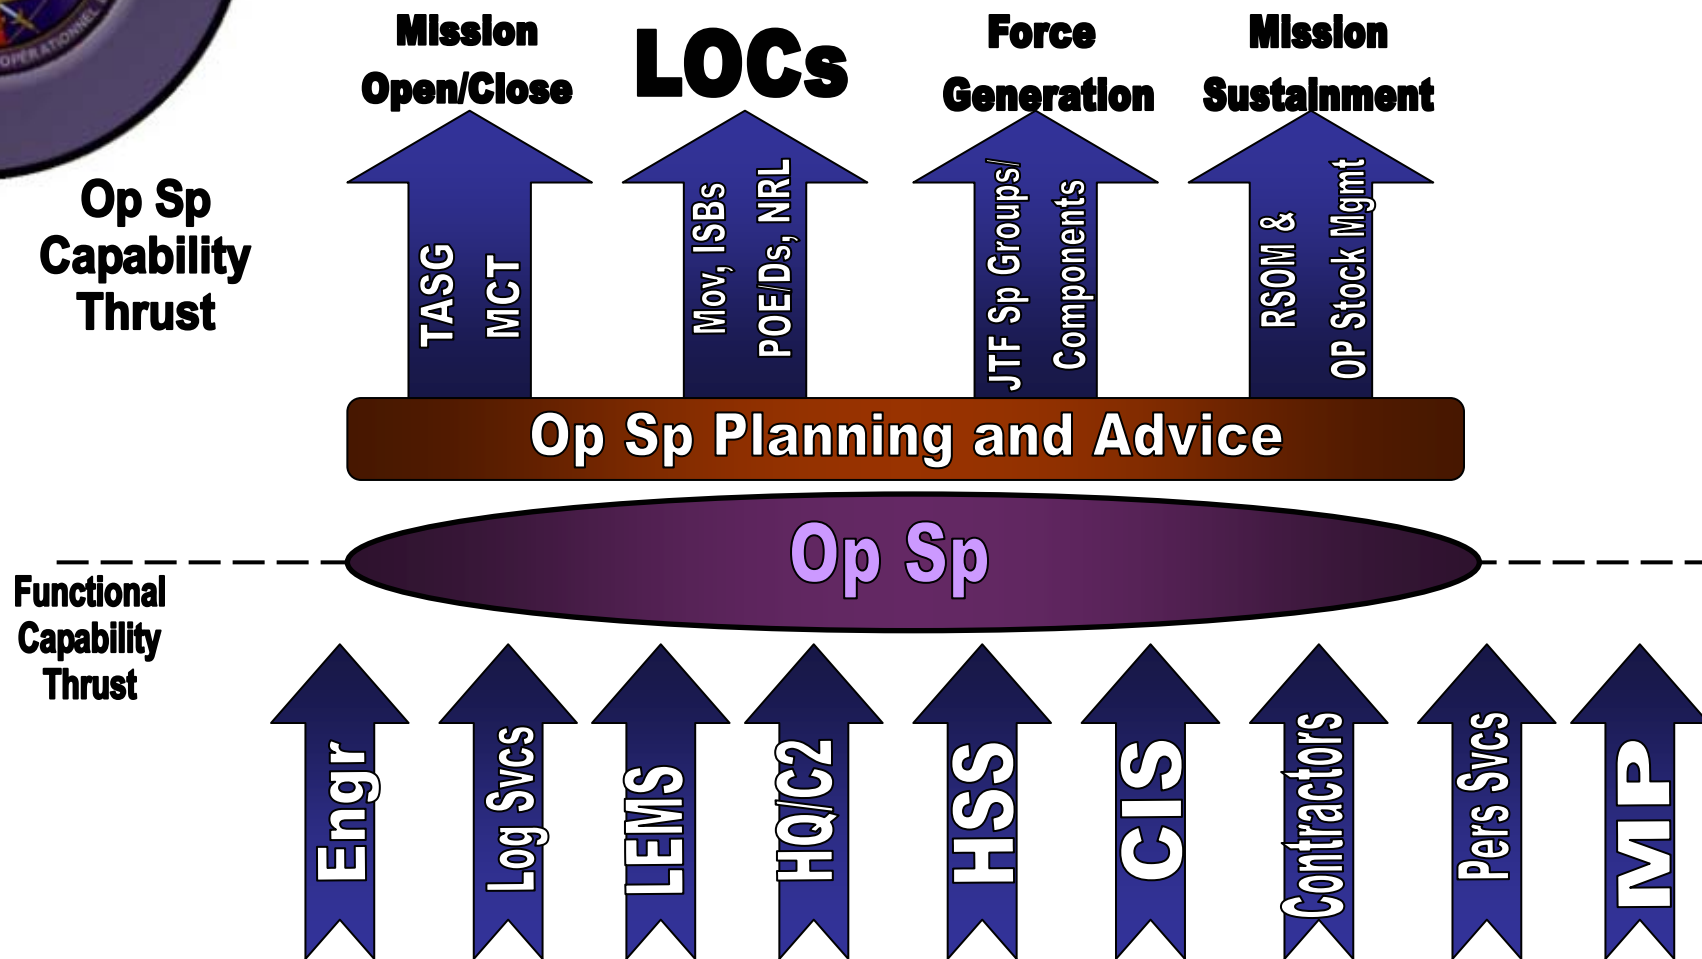 OPERATIONNEL
Mission
Open/Close
LOCs
Force
Generation
Mission
Sustainment
Op Sp
Capability
Thrust
TASG
MCT
Mov, ISBs
POE/Ds, NRL
JTF Sp Groups/
Components
RSOM &
OP Stock Mgmt
Op Sp Planning and Advice
Op Sp
Functional
Capability
Thrust
Engr
Log Svcs
LEMS
HQ/C2
HSS
CIS
Contractors
Pers Svcs
MP